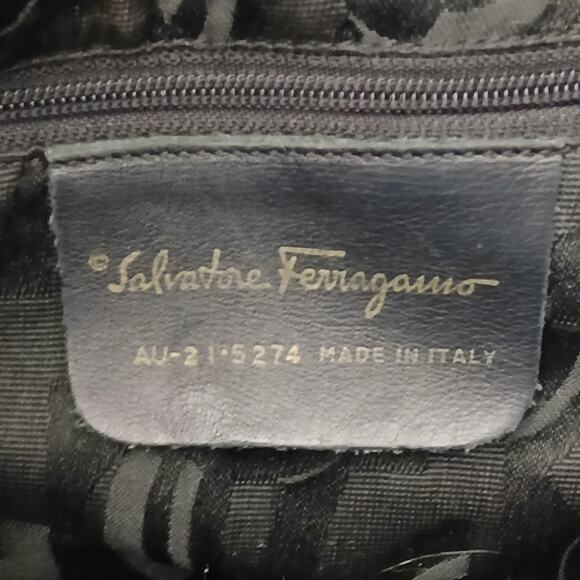 ©Salvatore Ferragamo
AU-21·5274 MADE IN ITALY